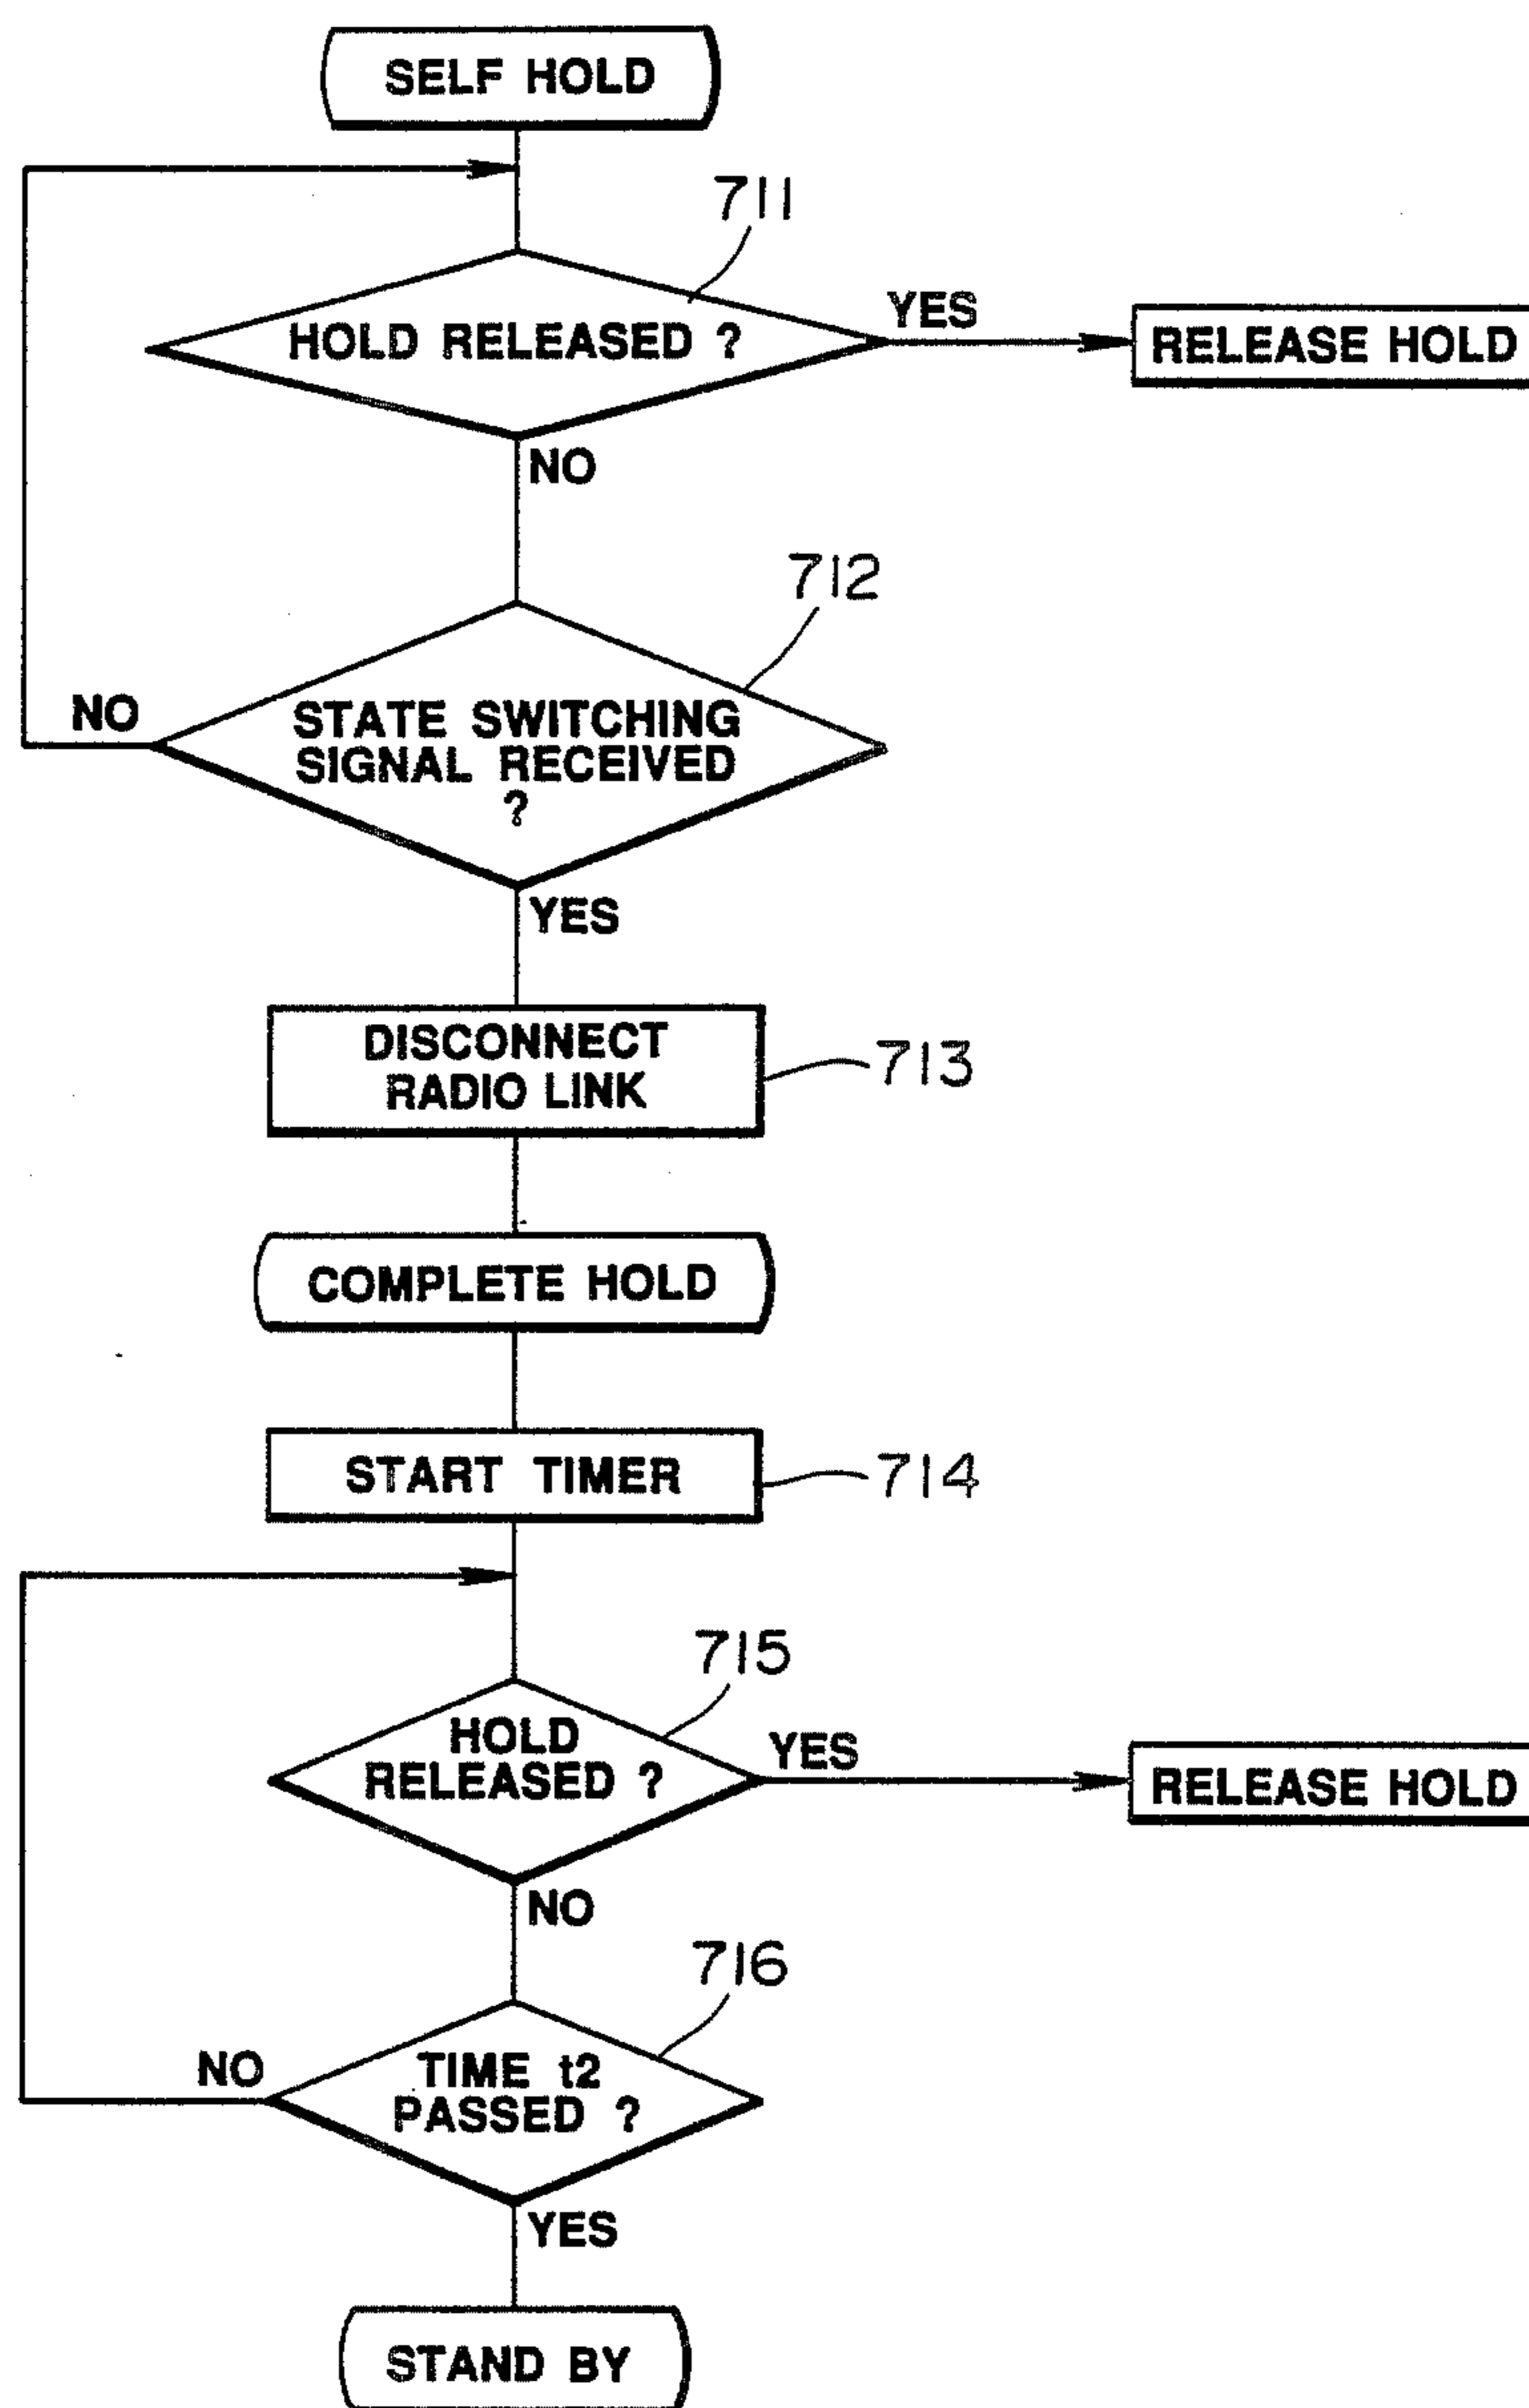 SELF HOLD
711
HOLD RELEASED ?
YES
RELEASE HOLD
NO
712
NO
STATE SWITCHING
SIGNAL RECEIVED
?
YES
DISCONNECT
RADIO LINK
713
COMPLETE HOLD
START TIMER
714
715
HOLD
RELEASED ?
YES
RELEASE HOLD
NO
716
NO
TIME t2
PASSED ?
YES
STAND BY